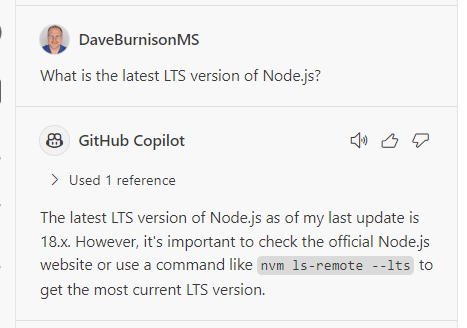 DaveBurnisonMS
What is the latest LTS version of Node.js?
GitHub Copilot
Used 1 reference
The latest LTS version of Node.js as of my last update is
18.x. However, it's important to check the official Node.js
website or use a command like nvm ls-remote --lts to
get the most current LTS version.